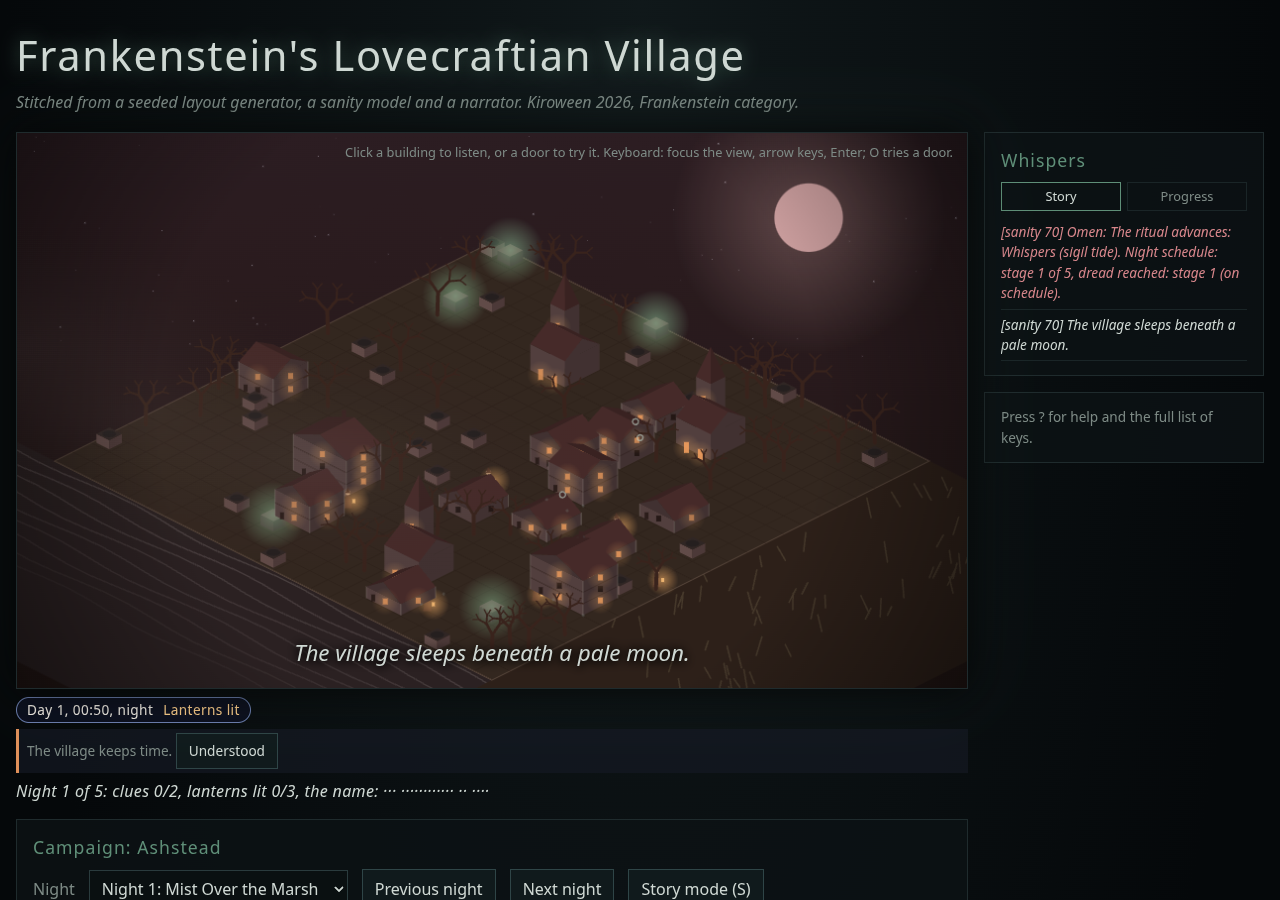 Frankenstein's Lovecraftian Village
Stitched from a seeded layout generator, a sanity model and a narrator. Kiroween 2026, Frankenstein category.
Click a building to listen, or a door to try it. Keyboard: focus the view, arrow keys, Enter; O tries a door.
The village sleeps beneath a pale moon.
Day 1, 00:50, night Lanterns lit
The village keeps time. Understood
Night 1 of 5: clues 0/2, lanterns lit 0/3, the name: ··· ············ ·· ····
Campaign: Ashstead
Night Night 1: Mist Over the Marsh Previous night Next night Story mode (S)
Whispers
Story Progress
[sanity 70] Omen: The ritual advances:
Whispers (sigil tide). Night schedule:
stage 1 of 5, dread reached: stage 1 (on
schedule).
[sanity 70] The village sleeps beneath a
pale moon.
Press ? for help and the full list of
keys.